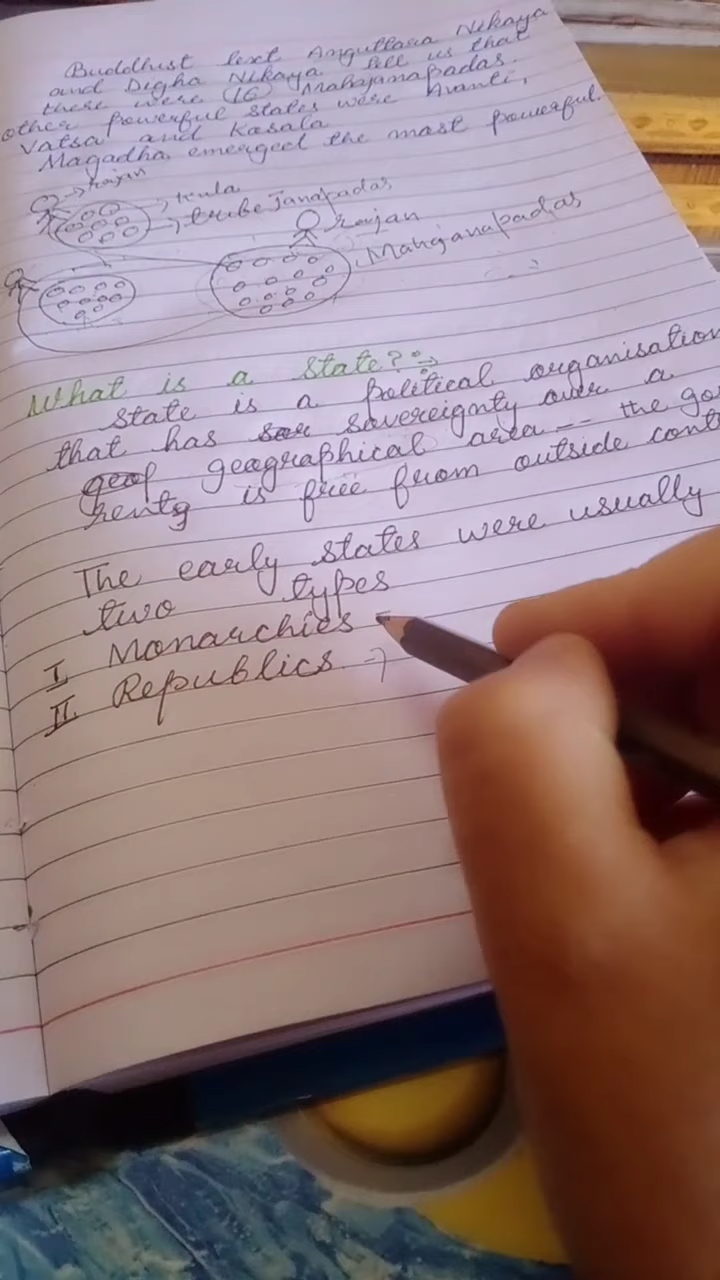 Buddhist text Anguttara Nikaya
and Digha Nikaya tell us that
there were (16) Mahajanapadas.
other powerful states were Avanti,
Vatsa and Kasala
Magadha emerged the mast powerful.
rajan
kula
tribe Janapadas
rajan
Mahajanapadas
What is a state?
state is a political organisation
that has sovereignty over a
geographical area -- the go
is free from outside cont
The early states were usually
two types
I Monarchies -
II Republics →